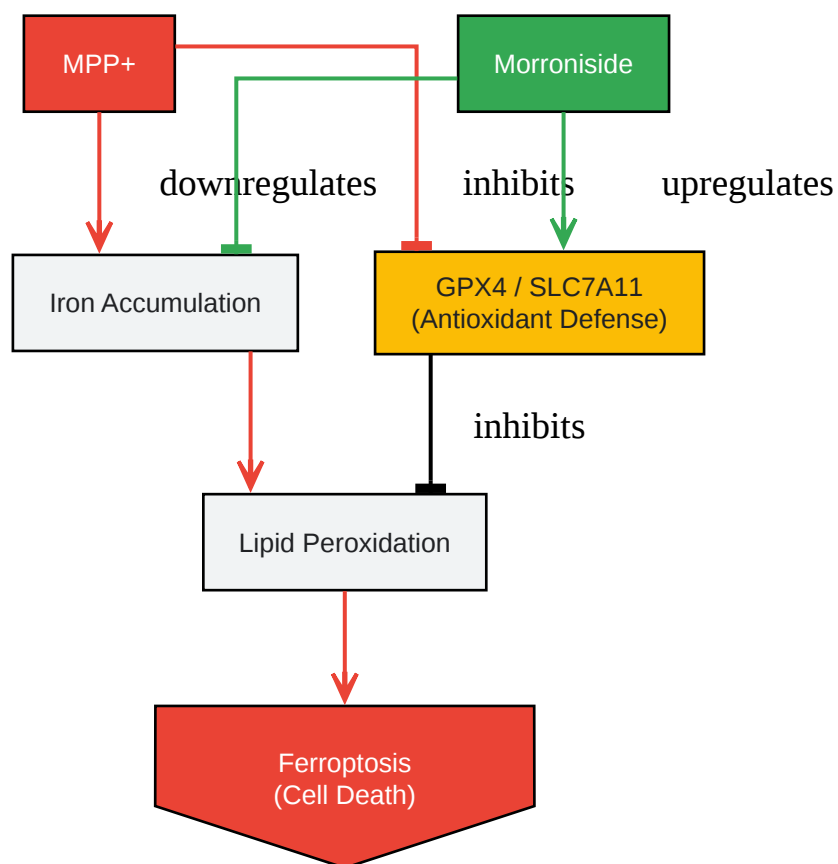 MPP+
Morroniside
downregulates
inhibits
upregulates
Iron Accumulation
GPX4 / SLC7A11
(Antioxidant Defense)
inhibits
Lipid Peroxidation
Ferroptosis
(Cell Death)